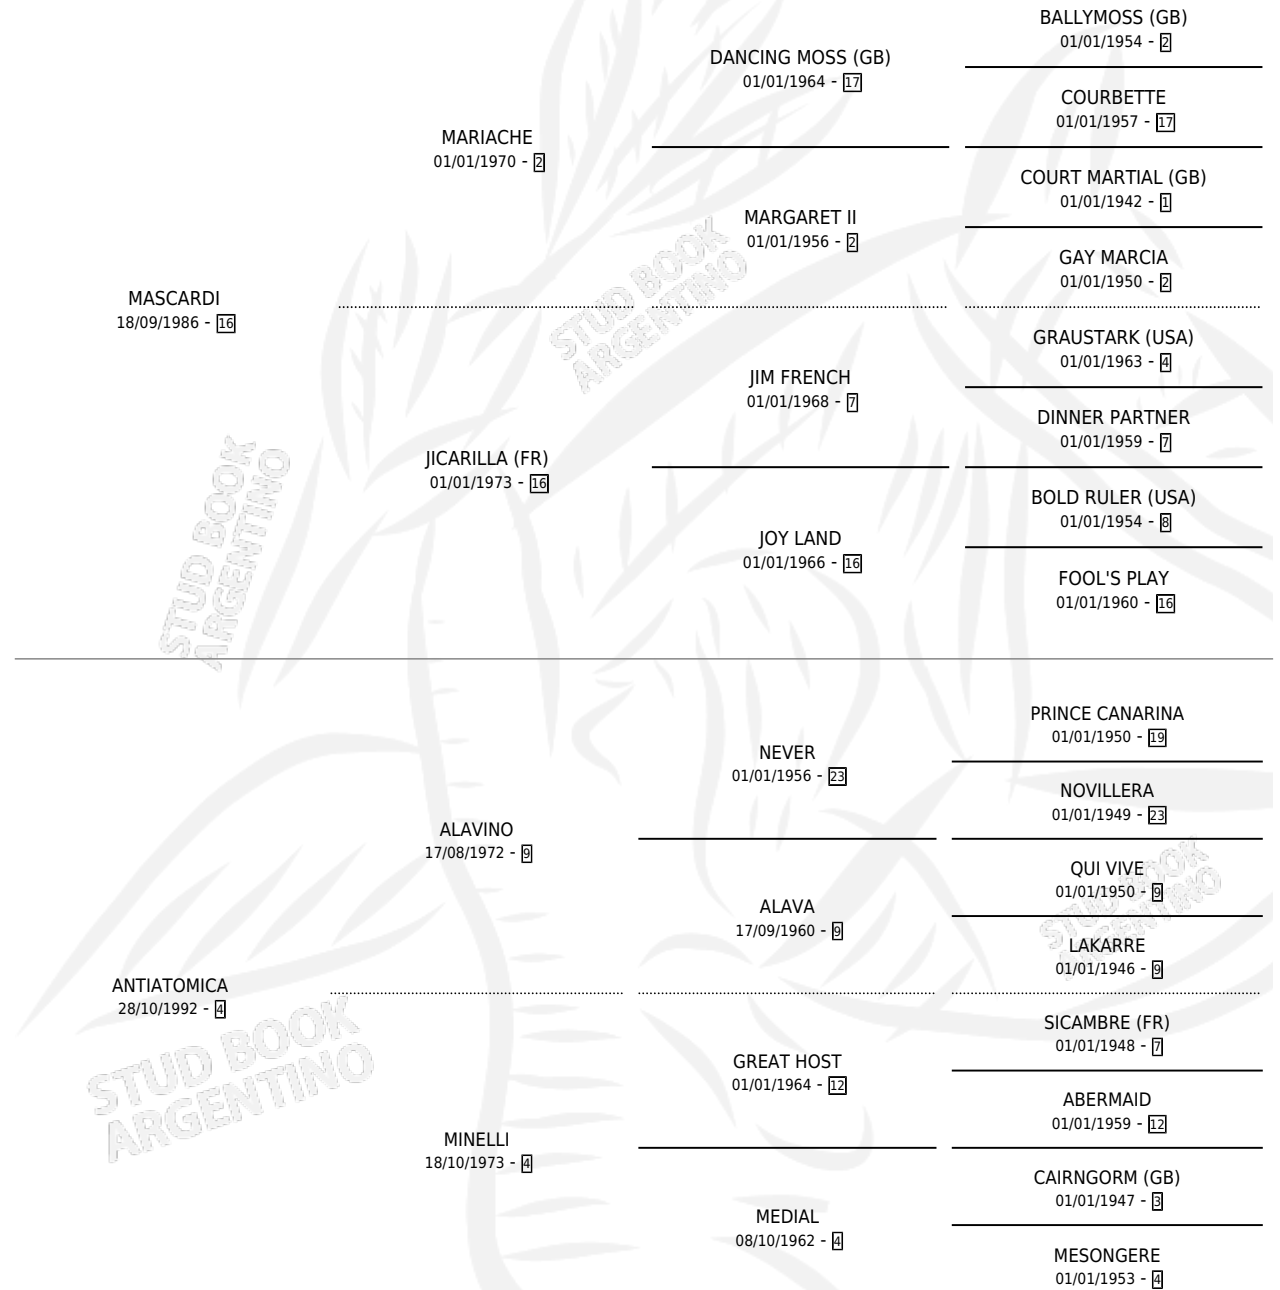 BALLYMOSS (GB)
01/01/1954 - 2
DANCING MOSS (GB)
01/01/1964 - 17
COURBETTE
01/01/1957 - 17
MARIACHE
01/01/1970 - 2
COURT MARTIAL (GB)
01/01/1942 - 1
MARGARET II
01/01/1956 - 2
GAY MARCIA
01/01/1950 - 2
MASCARDI
18/09/1986 - 16
GRAUSTARK (USA)
01/01/1963 - 4
JIM FRENCH
01/01/1968 - 7
DINNER PARTNER
01/01/1959 - 7
JICARILLA (FR)
01/01/1973 - 16
BOLD RULER (USA)
01/01/1954 - 8
JOY LAND
01/01/1966 - 16
FOOL'S PLAY
01/01/1960 - 16
PRINCE CANARINA
01/01/1950 - 19
NEVER
01/01/1956 - 23
NOVILLERA
01/01/1949 - 23
ALAVINO
17/08/1972 - 9
QUI VIVE
01/01/1950 - 9
ALAVA
17/09/1960 - 9
LAKARRE
01/01/1946 - 9
ANTIATOMICA
28/10/1992 - 4
SICAMBRE (FR)
01/01/1948 - 7
GREAT HOST
01/01/1964 - 12
ABERMAID
01/01/1959 - 12
MINELLI
18/10/1973 - 4
CAIRNGORM (GB)
01/01/1947 - 3
MEDIAL
08/10/1962 - 4
MESONGERE
01/01/1953 - 4
STUD BOOK
ARGENTINO
STUD BOOK
ARGENTINO
STUD BOOK
ARGENTINO
STUD BOOK
ARGENTINO